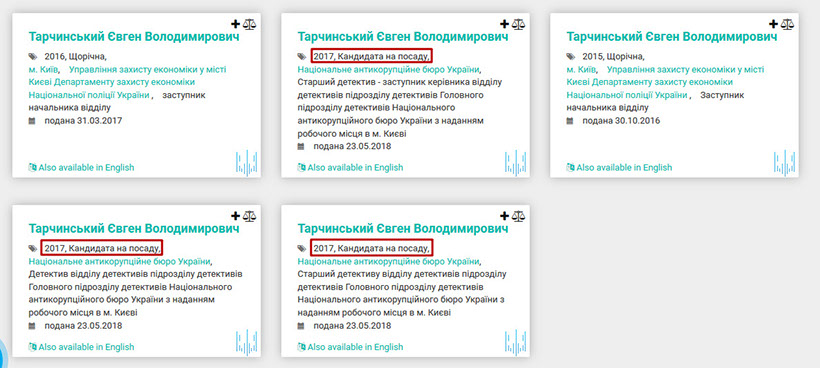 Тарчинський Євген Володимирович
2016, Щорічна,
м. Київ, Управління захисту економіки у місті
Києві Департаменту захисту економіки
Національної поліції України , заступник
начальника відділу
подана 31.03.2017
Also available in English
Тарчинський Євген Володимирович
2017, Кандидата на посаду,
Національне антикорупційне бюро України,
Старший детектив - заступник керівника відділу
детективів підрозділу детективів Головного
підрозділу детективів Національного
антикорупційного бюро України з наданням
робочого місця в м. Києві
подана 23.05.2018
Also available in English
Тарчинський Євген Володимирович
2015, Щорічна,
м. Київ, Управління захисту економіки у місті
Києві Департаменту захисту економіки
Національної поліції України , Заступник
начальника відділу
подана 30.10.2016
Also available in English
Тарчинський Євген Володимирович
2017, Кандидата на посаду,
Національне антикорупційне бюро України,
Детектив відділу детективів підрозділу детективів
Головного підрозділу детективів Національного
антикорупційного бюро України з наданням
робочого місця в м. Києві
подана 23.05.2018
Also available in English
Тарчинський Євген Володимирович
2017, Кандидата на посаду,
Національне антикорупційне бюро України,
Старший детективу відділу детективів підрозділу
детективів Головного підрозділу детективів
Національного антикорупційного бюро України з
наданням робочого місця в м. Києві
подана 23.05.2018
Also available in English